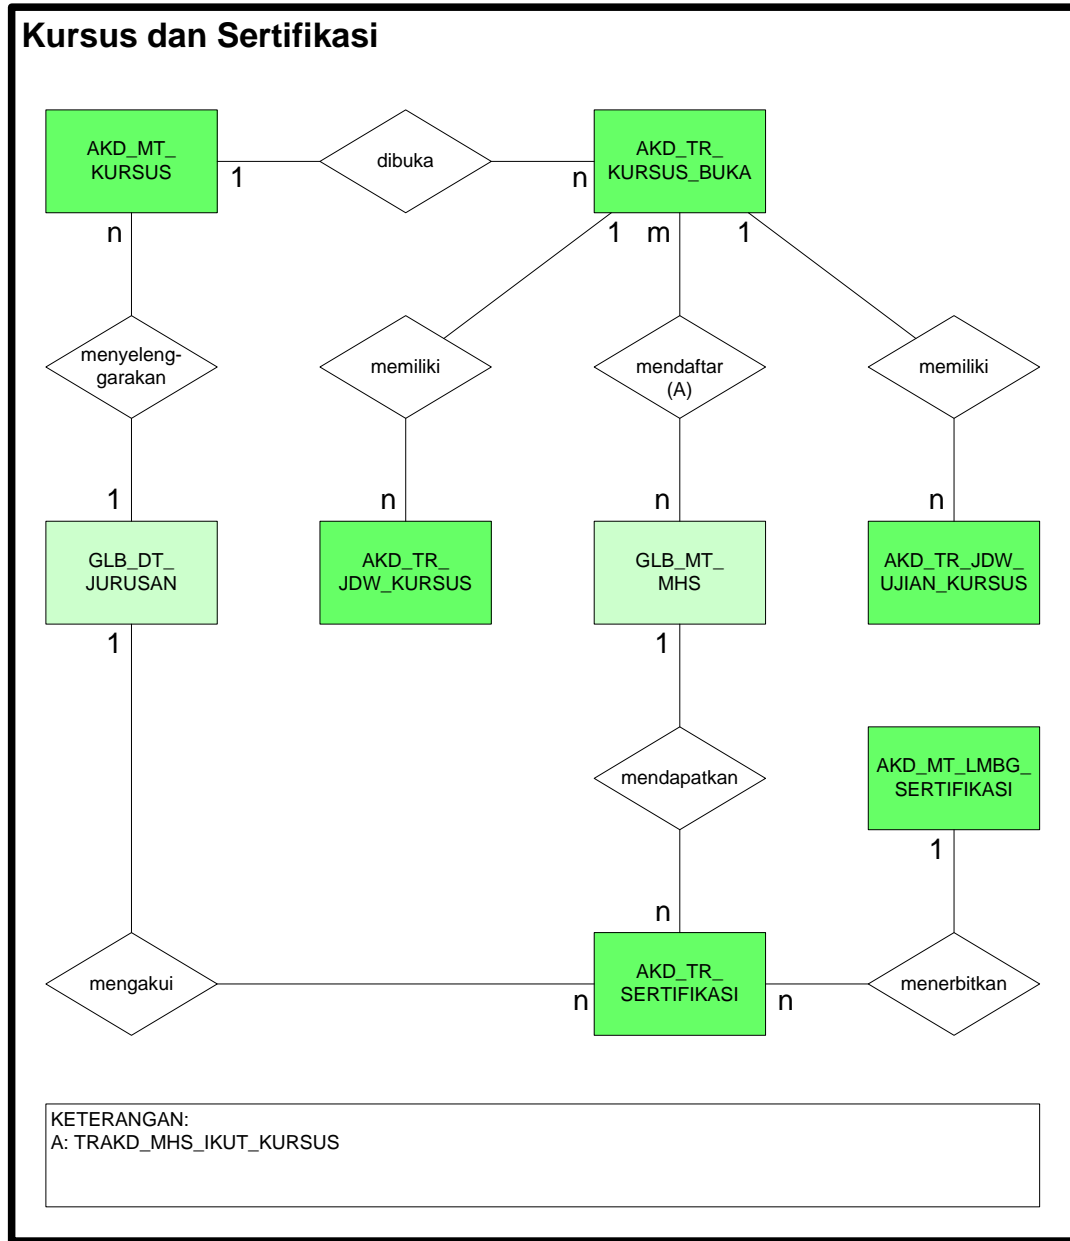 Kursus dan Sertifikasi
AKD_MT_
KURSUS
1
dibuka
n
AKD_TR_
KURSUS_BUKA
n
1
m
1
menyeleng-
garakan
memiliki
mendaftar
(A)
memiliki
1
n
n
n
GLB_DT_
JURUSAN
AKD_TR_
JDW_KURSUS
GLB_MT_
MHS
AKD_TR_JDW_
UJIAN_KURSUS
1
1
mendapatkan
AKD_MT_LMBG_
SERTIFIKASI
1
n
mengakui
n
AKD_TR_
SERTIFIKASI
n
menerbitkan
KETERANGAN:
A: TRAKD_MHS_IKUT_KURSUS